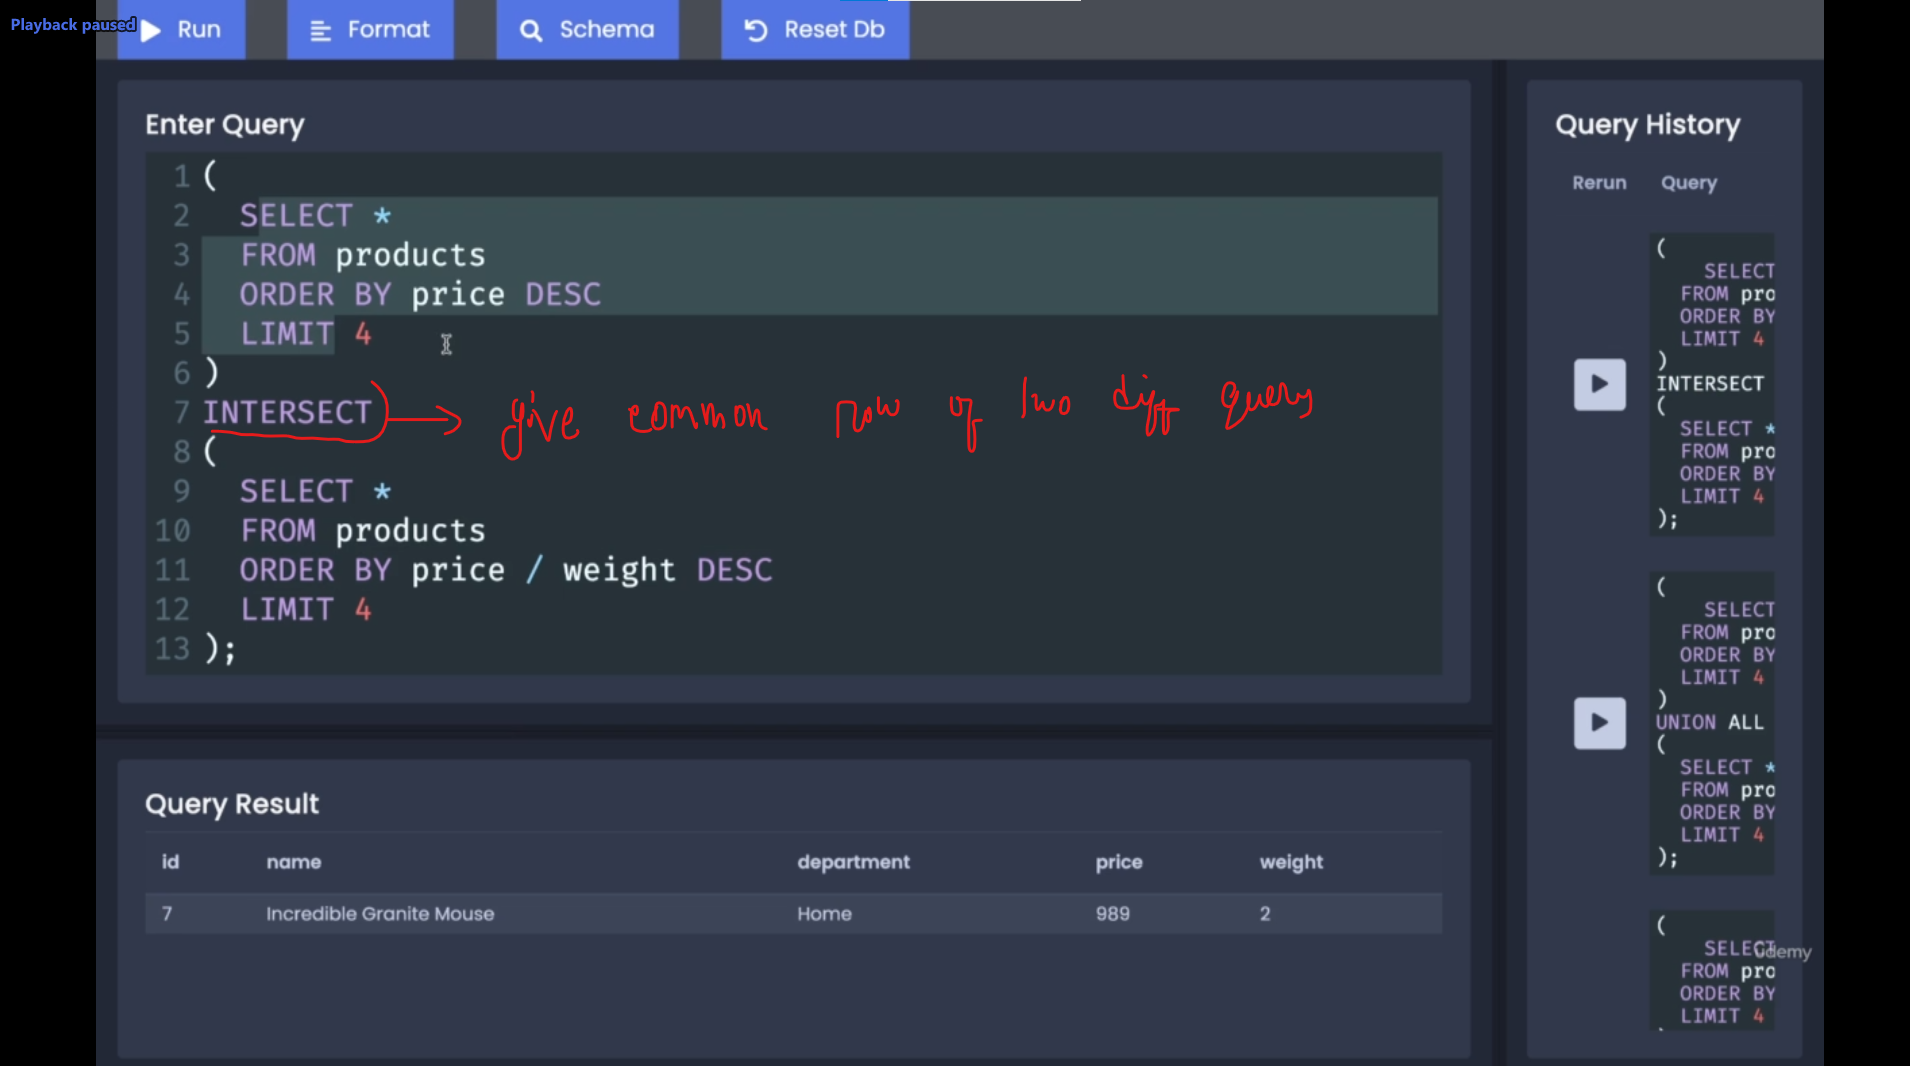 Playback paused
Run Format Schema Reset Db
Enter Query
1 (
2 SELECT *
3 FROM products
4 ORDER BY price DESC
5 LIMIT 4
6 )
7 INTERSECT give common row of two diff query
8 (
9 SELECT *
10 FROM products
11 ORDER BY price / weight DESC
12 LIMIT 4
13 );
Query Result
id name department price weight
7 Incredible Granite Mouse Home 989 2
Query History
Rerun Query
(
SELECT
FROM pro
ORDER BY
LIMIT 4
)
INTERSECT
(
SELECT *
FROM pro
ORDER BY
LIMIT 4
);
(
SELECT
FROM pro
ORDER BY
LIMIT 4
)
UNION ALL
(
SELECT *
FROM pro
ORDER BY
LIMIT 4
);
(
SELECT
udemy
FROM pro
ORDER BY
LIMIT 4